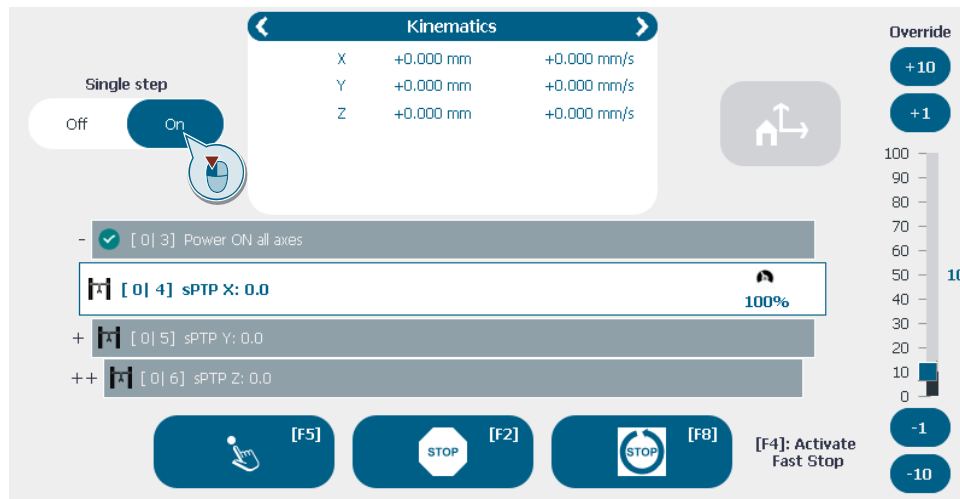 Kinematics
Override
X +0.000 mm +0.000 mm/s
Y +0.000 mm +0.000 mm/s
Z +0.000 mm +0.000 mm/s
Single step
Off On
+10
+1
100
90
80
70
60
50
10
40
30
20
10
0
- [ 0| 3] Power ON all axes
[ 0| 4] sPTP X: 0.0
100%
+ [ 0| 5] sPTP Y: 0.0
++ [ 0| 6] sPTP Z: 0.0
[F5]
STOP [F2]
STOP [F8]
[F4]: Activate
Fast Stop
-1
-10